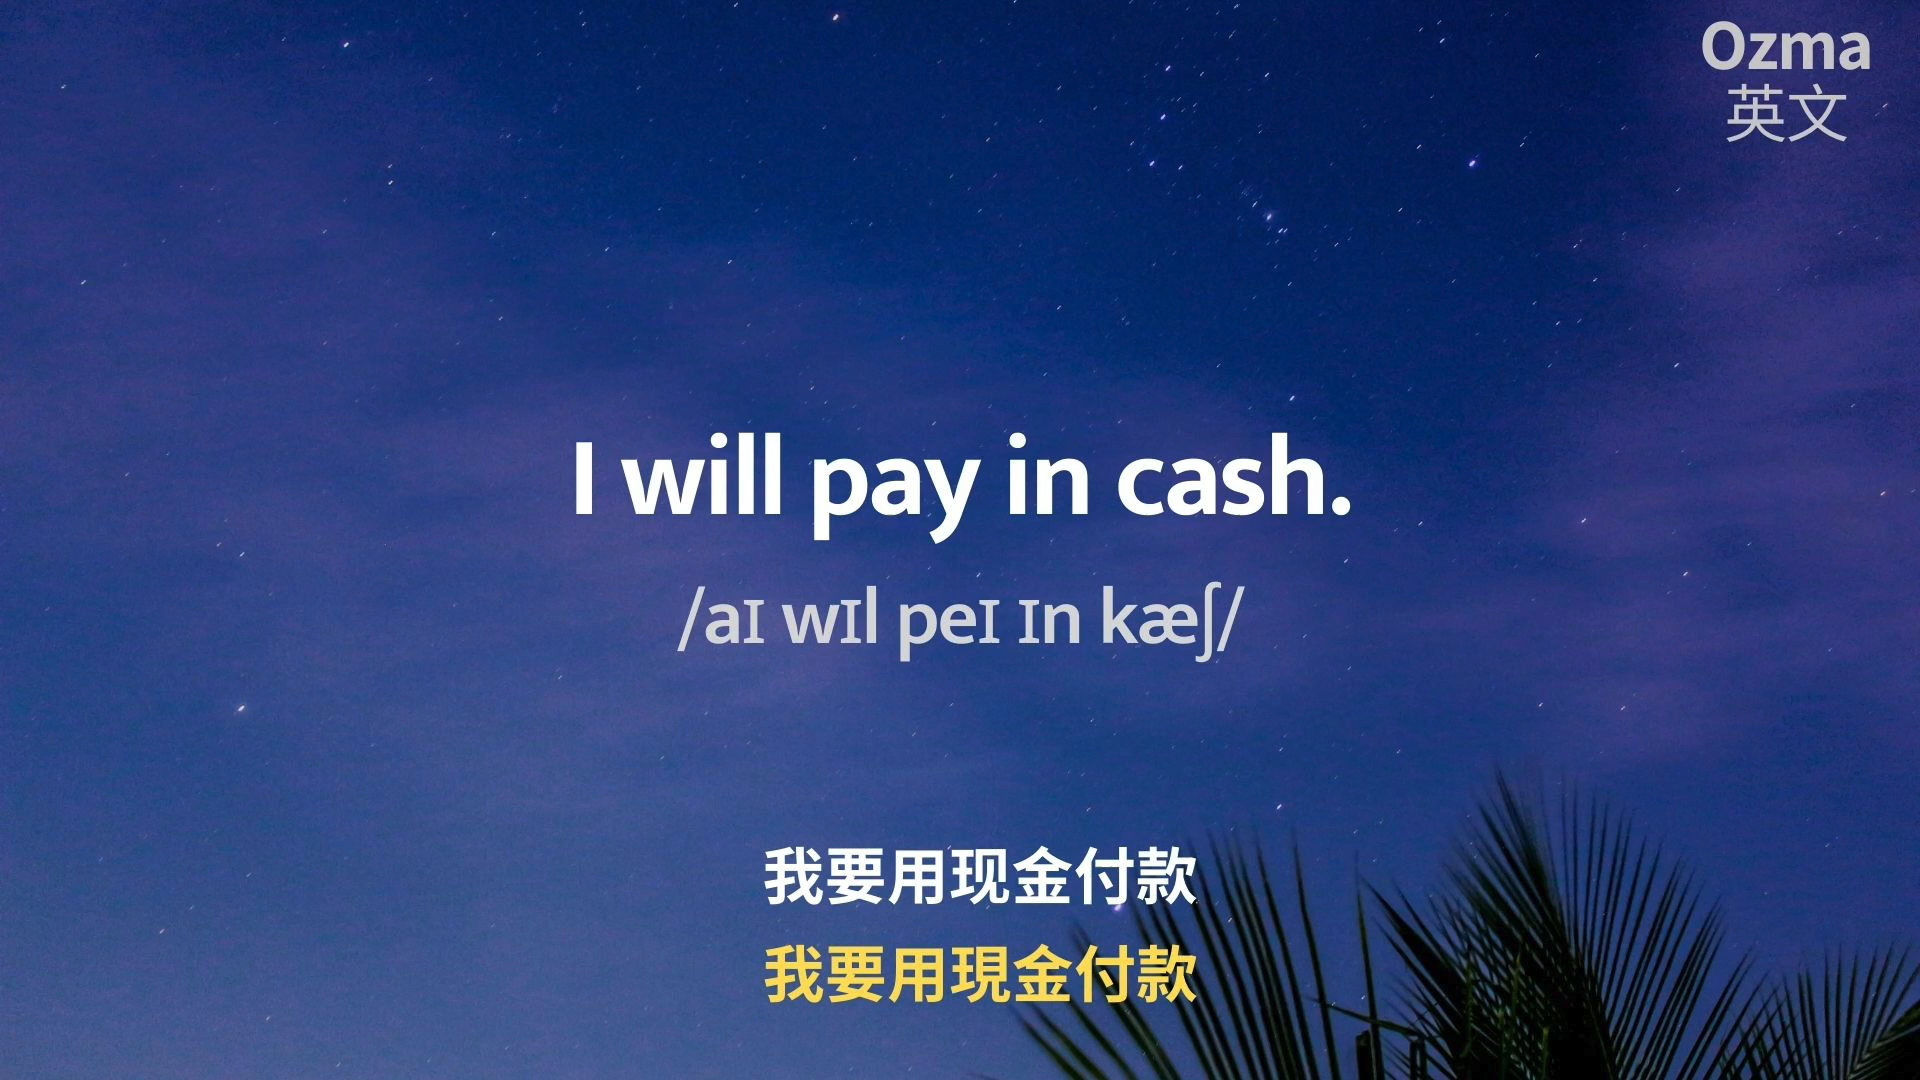 Ozma
英文
I will pay in cash.
/aɪ wɪl peɪ ɪn kæʃ/
我要用现金付款
我要用現金付款